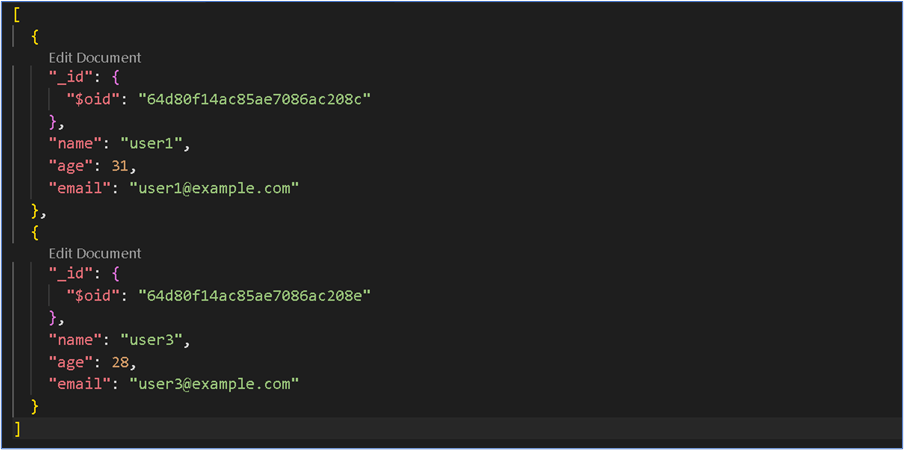 [
{
Edit Document
"_id": {
"$oid": "64d80f14ac85ae7086ac208c"
},
"name": "user1",
"age": 31,
"email": "user1@example.com"
},
{
Edit Document
"_id": {
"$oid": "64d80f14ac85ae7086ac208e"
},
"name": "user3",
"age": 28,
"email": "user3@example.com"
}
]